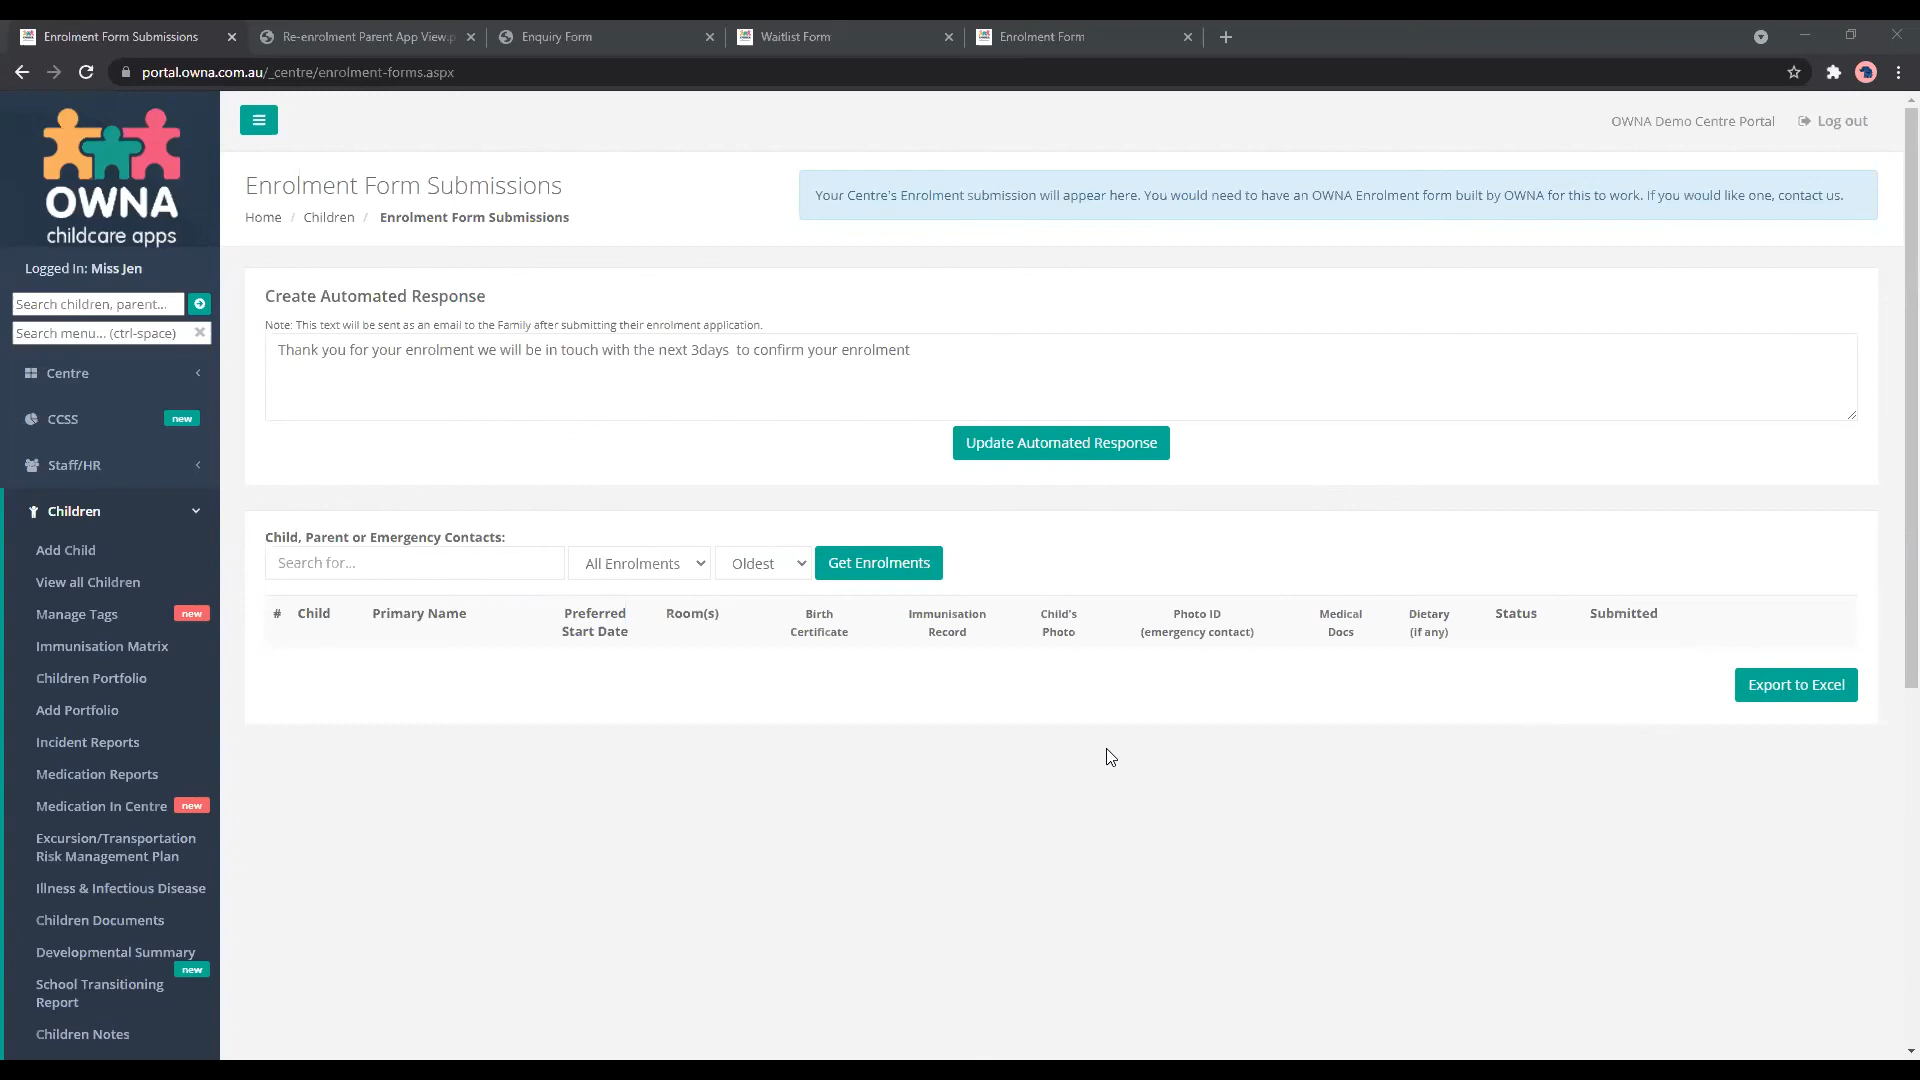 Enrolment Form Submissions
Re-enrolment Parent App View.p
Enquiry Form
Waitlist Form
Enrolment Form
portal.owna.com.au/_centre/enrolment-forms.aspx
OWNA
childcare apps
Logged In: Miss Jen
Search children, parent...
Search menu... (ctrl-space)
Centre
CCSS new
Staff/HR
Children
Add Child
View all Children
Manage Tags new
Immunisation Matrix
Children Portfolio
Add Portfolio
Incident Reports
Medication Reports
Medication In Centre new
Excursion/Transportation
Risk Management Plan
Illness & Infectious Disease
Children Documents
Developmental Summary
new
School Transitioning
Report
Children Notes
OWNA Demo Centre Portal
Log out
Enrolment Form Submissions
Home / Children / Enrolment Form Submissions
Your Centre's Enrolment submission will appear here. You would need to have an OWNA Enrolment form built by OWNA for this to work. If you would like one, contact us.
Create Automated Response
Note: This text will be sent as an email to the Family after submitting their enrolment application.
Thank you for your enrolment we will be in touch with the next 3days  to confirm your enrolment
Update Automated Response
Child, Parent or Emergency Contacts:
Search for...
All Enrolments
Oldest
Get Enrolments
# Child Primary Name Preferred Start Date Room(s) Birth Certificate Immunisation Record Child's Photo Photo ID (emergency contact) Medical Docs Dietary (if any) Status Submitted
Export to Excel